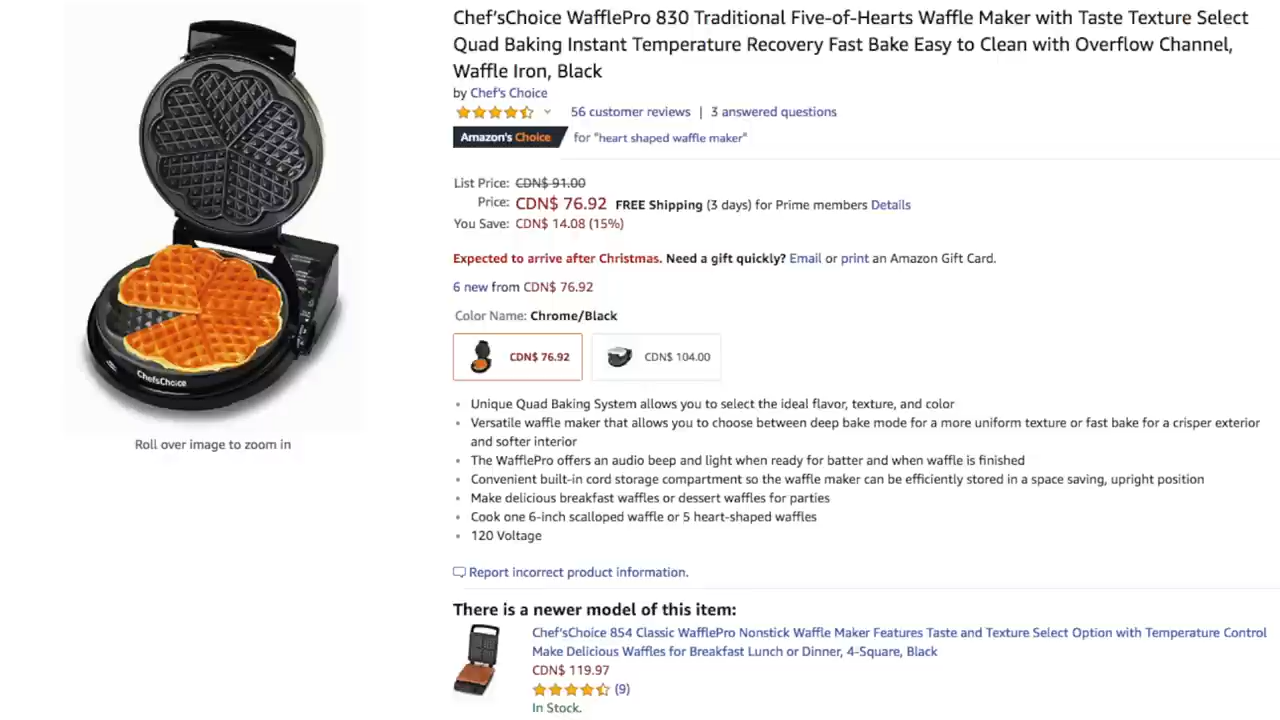 Chef'sChoice WafflePro 830 Traditional Five-of-Hearts Waffle Maker with Taste Texture Select
Quad Baking Instant Temperature Recovery Fast Bake Easy to Clean with Overflow Channel,
Waffle Iron, Black
by Chef's Choice
56 customer reviews | 3 answered questions
Amazon's Choice for "heart shaped waffle maker"
List Price: CDN$ 91.00
Price: CDN$ 76.92 FREE Shipping (3 days) for Prime members Details
You Save: CDN$ 14.08 (15%)
Expected to arrive after Christmas. Need a gift quickly? Email or print an Amazon Gift Card.
6 new from CDN$ 76.92
Color Name: Chrome/Black
CDN$ 76.92 CDN$ 104.00
Unique Quad Baking System allows you to select the ideal flavor, texture, and color
Versatile waffle maker that allows you to choose between deep bake mode for a more uniform texture or fast bake for a crisper exterior
and softer interior
The WafflePro offers an audio beep and light when ready for batter and when waffle is finished
Convenient built-in cord storage compartment so the waffle maker can be efficiently stored in a space saving, upright position
Make delicious breakfast waffles or dessert waffles for parties
Cook one 6-inch scalloped waffle or 5 heart-shaped waffles
120 Voltage
Report incorrect product information.
There is a newer model of this item:
Chef'sChoice 854 Classic WafflePro Nonstick Waffle Maker Features Taste and Texture Select Option with Temperature Control
Make Delicious Waffles for Breakfast Lunch or Dinner, 4-Square, Black
CDN$ 119.97
(9)
In Stock.
Chef'sChoice
Roll over image to zoom in